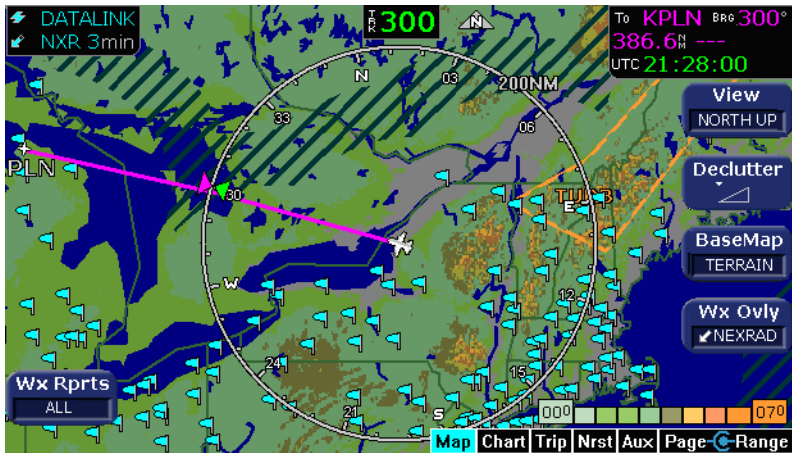 DATALINK
NXR 3min
TRK 300
N
To KPLN BRG 300°
386.6NM ---
UTC 21:28:00
N
03
200NM
33
06
View
NORTH UP
PLN
30
TURB
E
Declutter
BaseMap
TERRAIN
W
12
Wx Ovly
NEXRAD
24
15
Wx Rprts
ALL
21
S
000
070
Map Chart Trip Nrst Aux Page Range